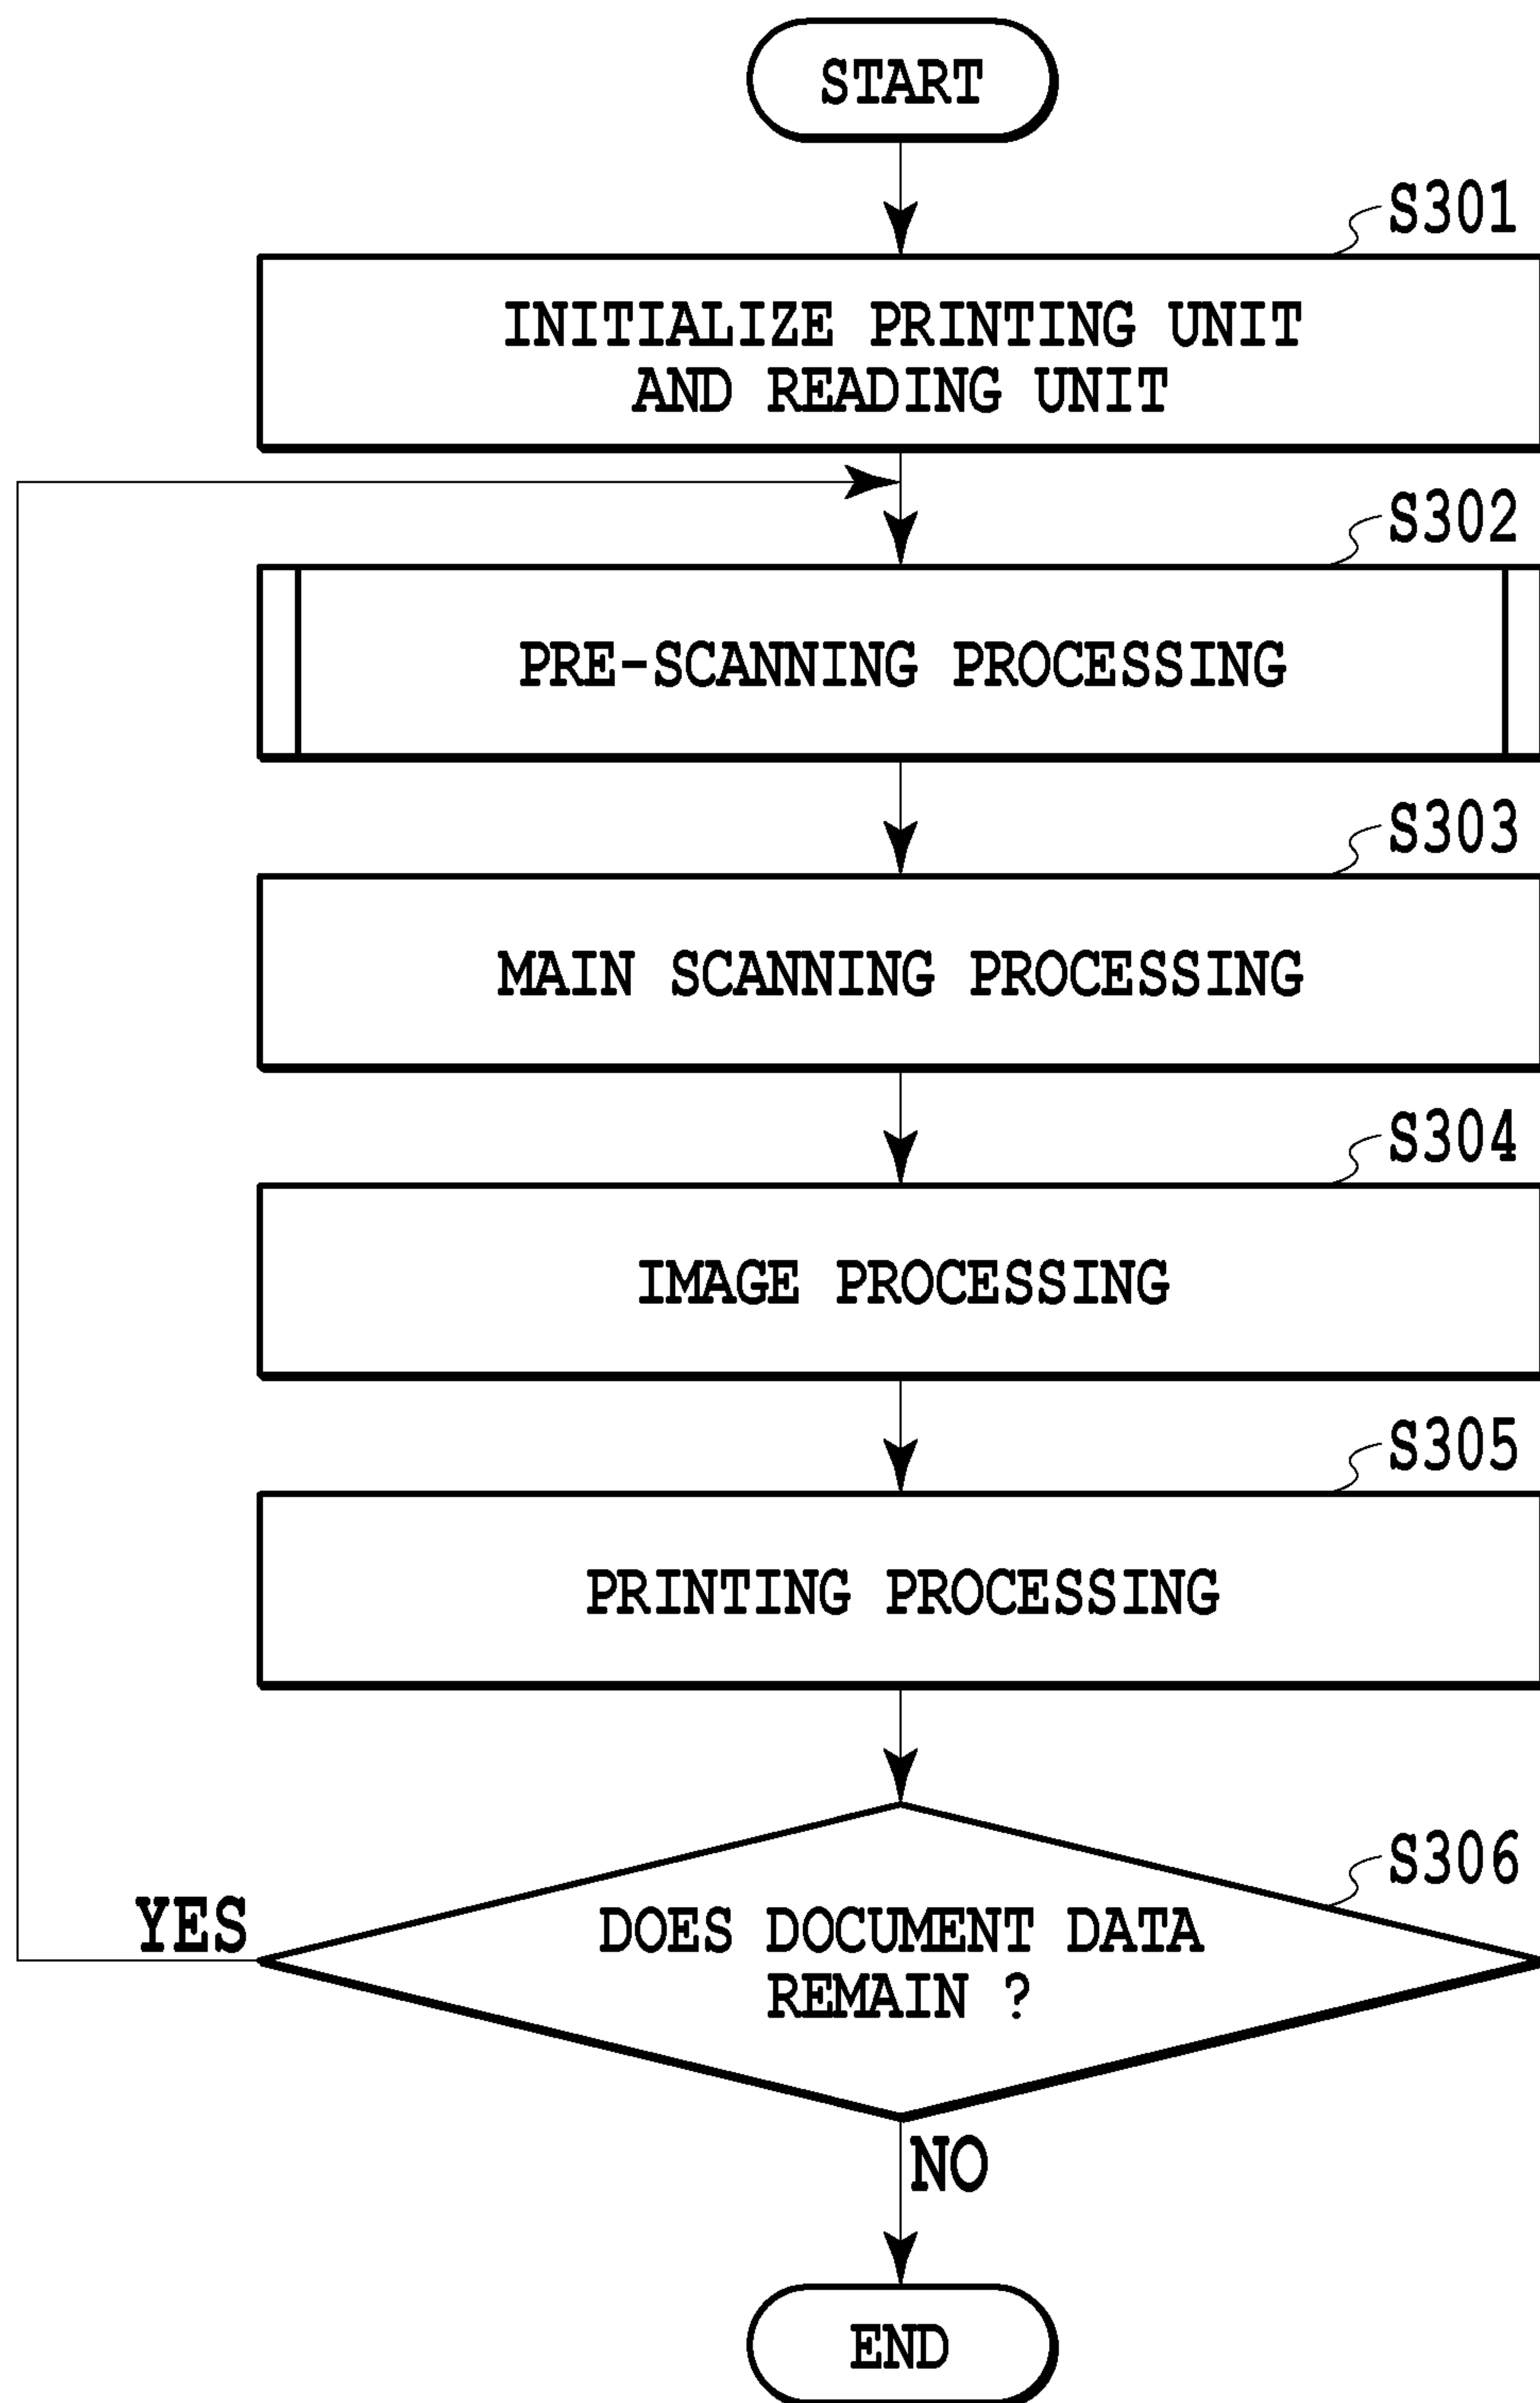 START
S301
INITIALIZE PRINTING UNIT
AND READING UNIT
S302
PRE-SCANNING PROCESSING
S303
MAIN SCANNING PROCESSING
S304
IMAGE PROCESSING
S305
PRINTING PROCESSING
S306
YES
DOES DOCUMENT DATA
REMAIN ?
NO
END